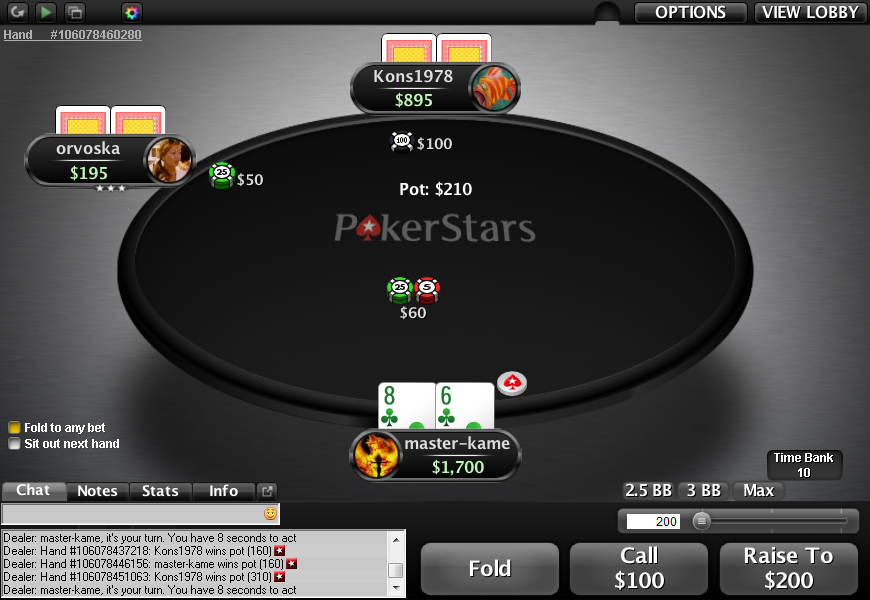 OPTIONS
VIEW LOBBY
Hand #106078460280
Kons1978
$895
orvoska
$195
100
$100
25
$50
Pot: $210
PokerStars
25 5
$60
8 6
master-kame
$1,700
Fold to any bet
Sit out next hand
Time Bank
10
Chat Notes Stats Info
2.5 BB 3 BB Max
200
Dealer: master-kame, it's your turn. You have 8 seconds to act
Dealer: Hand #106078437218: Kons1978 wins pot (160)
Dealer: Hand #106078446156: master-kame wins pot (160)
Dealer: Hand #106078451063: Kons1978 wins pot (310)
Dealer: master-kame, it's your turn. You have 8 seconds to act
Fold
Call
$100
Raise To
$200